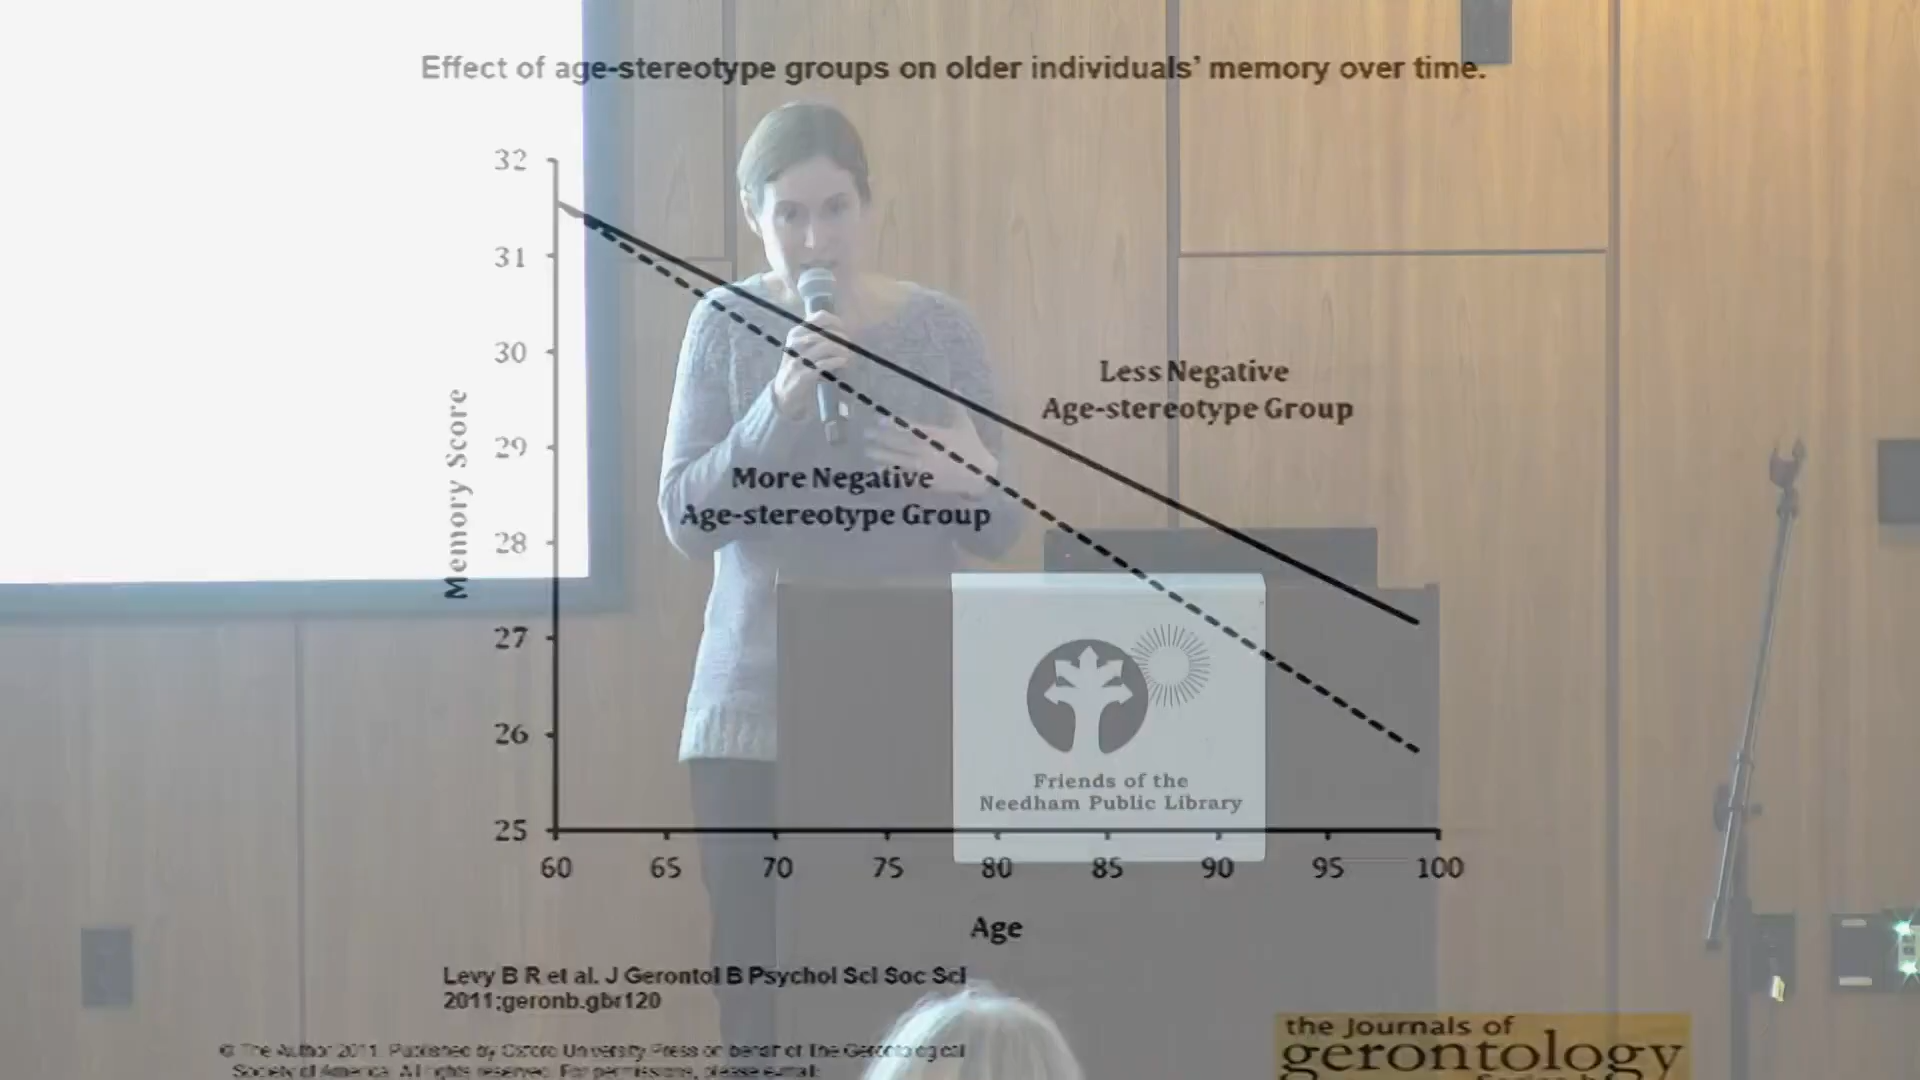 Effect of age-stereotype groups on older individuals’ memory over time.
32
31
30
29
28
27
26
25
Memory Score
Less Negative
Age-stereotype Group
More Negative
Age-stereotype Group
Friends of the
Needham Public Library
60 65 70 75 80 85 90 95 100
Age
Levy B R et al. J Gerontol B Psychol Sci Soc Sci
2011;geronb.gbr120
© The Author 2011. Published by Oxford University Press on behalf of The Gerontological
Society of America. All rights reserved. For permissions, please e-mail:
the Journals of
gerontology